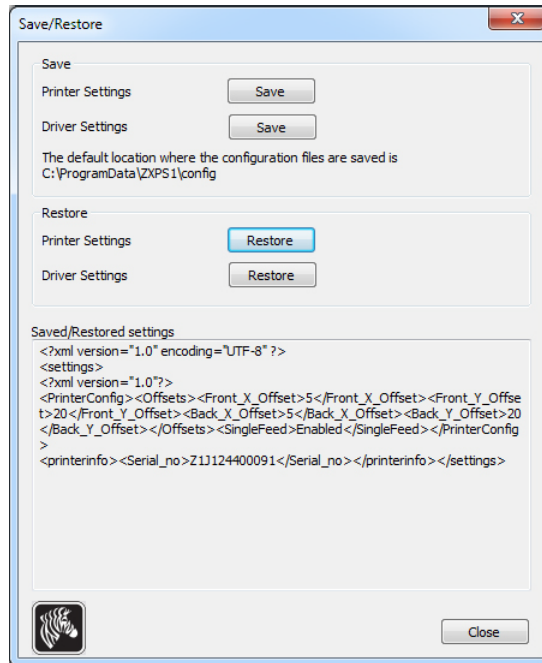 Save/Restore
Save
Printer Settings
Save
Driver Settings
Save
The default location where the configuration files are saved is
C:\ProgramData\ZXPS1\config
Restore
Printer Settings
Restore
Driver Settings
Restore
Saved/Restored settings
<?xml version="1.0" encoding="UTF-8" ?>
<settings>
<?xml version="1.0"?>
<PrinterConfig><Offsets><Front_X_Offset>5</Front_X_Offset><Front_Y_Offse
t>20</Front_Y_Offset><Back_X_Offset>5</Back_X_Offset><Back_Y_Offset>20
</Back_Y_Offset></Offsets><SingleFeed>Enabled</SingleFeed></PrinterConfig
>
<printerinfo><Serial_no>Z1J124400091</Serial_no></printerinfo></settings>
Close